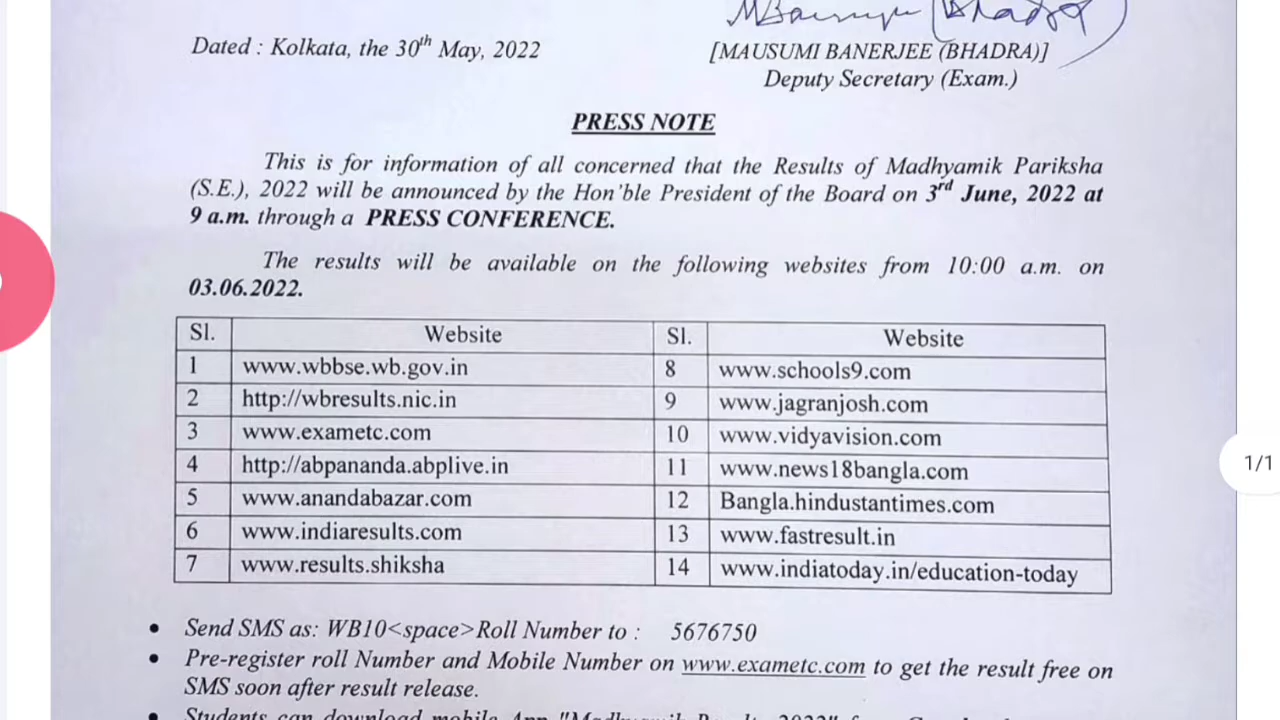 Dated : Kolkata, the 30th May, 2022
[MAUSUMI BANERJEE (BHADRA)]
Deputy Secretary (Exam.)
PRESS NOTE
This is for information of all concerned that the Results of Madhyamik Pariksha
(S.E.), 2022 will be announced by the Hon'ble President of the Board on 3rd June, 2022 at
9 a.m. through a PRESS CONFERENCE.
The results will be available on the following websites from 10:00 a.m. on
03.06.2022.
Sl. Website Sl. Website
1 www.wbbse.wb.gov.in 8 www.schools9.com
2 http://wbresults.nic.in 9 www.jagranjosh.com
3 www.exametc.com 10 www.vidyavision.com
4 http://abpananda.abplive.in 11 www.news18bangla.com
5 www.anandabazar.com 12 Bangla.hindustantimes.com
6 www.indiaresults.com 13 www.fastresult.in
7 www.results.shiksha 14 www.indiatoday.in/education-today
1/1
• Send SMS as: WB10<space>Roll Number to : 5676750
• Pre-register roll Number and Mobile Number on www.exametc.com to get the result free on
SMS soon after result release.
• Students can download mobile App "Madhyamik